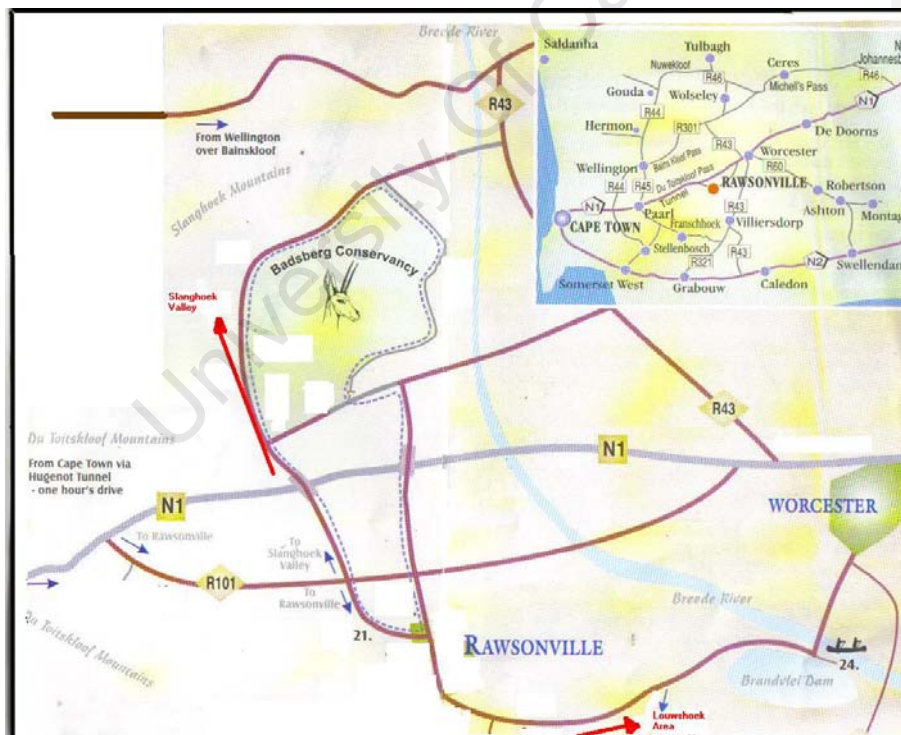 Breede River
R43
From Wellington
over Bainskloof
Slanghoek Mountains
Badsberg Conservancy
Slanghoek
Valley
R43
Du Toitskloof Mountains
From Cape Town via
Hugenot Tunnel
- one hour's drive
N1
N1
WORCESTER
To Rawsonville
To
Slanghoek
Valley
R101
To
Rawsonville
Breede River
21.
RAWSONVILLE
Du Toitskloof
Mountains
24.
Brandvlei Dam
Louwshoek
Area
Saldanha
Tulbagh
Nuwekloof
R46
Ceres
Johannesb
R46
Michell's Pass
Gouda
Wolseley
N1
R44
Hermon
R301
De Doorns
R43
Worcester
Wellington
Bains Kloof Pass
R60
Du Toitskloof Pass
RAWSONVILLE
Robertson
R44
R45
Tunnel
N1
Paarl
R43
Ashton
Montag
CAPE TOWN
Franschhoek
Villiersdorp
Stellenbosch
R43
R321
N2
Swellendam
Somerset West
Grabouw
Caledon
University Of